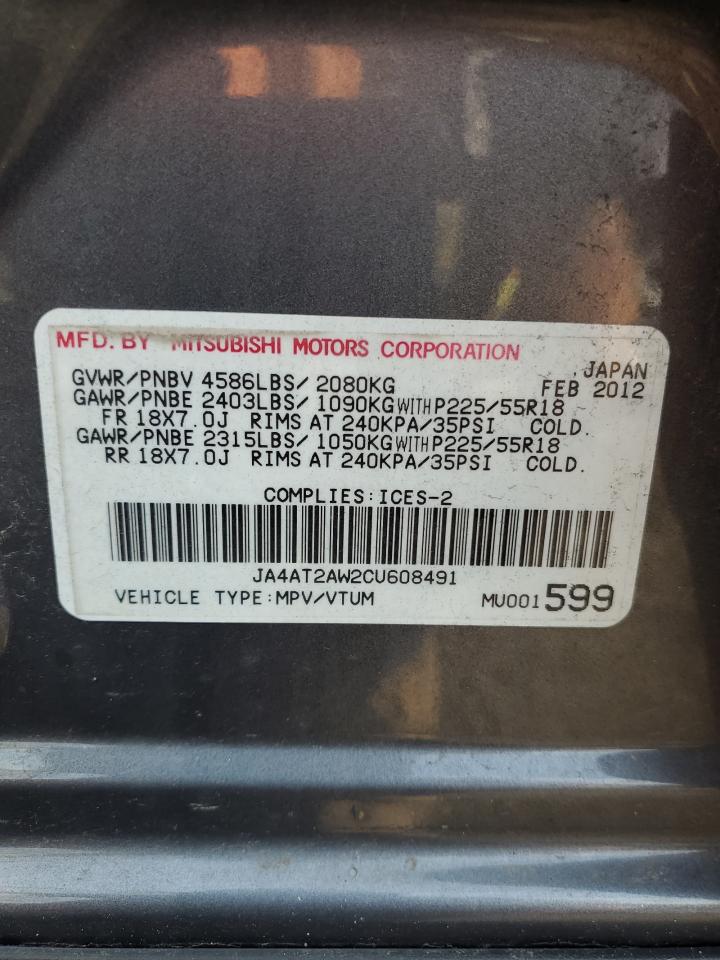 MFD. BY MITSUBISHI MOTORS CORPORATION
JAPAN
GVWR/PNBV 4586LBS/ 2080KG FEB 2012
GAWR/PNBE 2403LBS/ 1090KG WITH P225/55R18
FR 18X7.0J RIMS AT 240KPA/35PSI COLD.
GAWR/PNBE 2315LBS/ 1050KG WITH P225/55R18
RR 18X7.0J RIMS AT 240KPA/35PSI COLD.
COMPLIES:ICES-2
JA4AT2AW2CU608491
VEHICLE TYPE:MPV/VTUM MU001599